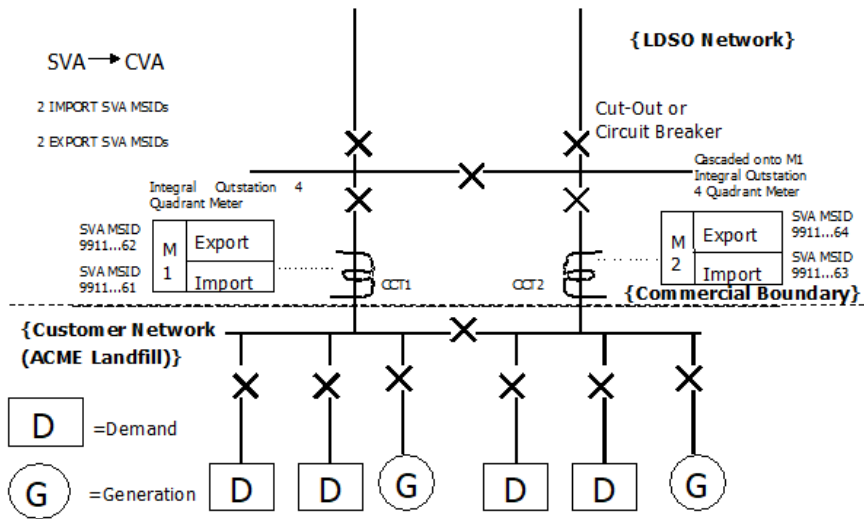 {LDSO Network}
SVA → CVA
2 IMPORT SVA MSIDs
2 EXPORT SVA MSIDs
Cut-Out or
Circuit Breaker
Cascaded onto M1
Integral Outstation
4 Quadrant Meter
Integral Outstation 4
Quadrant Meter
SVA MSID
9911...62
SVA MSID
9911...61
M
1
Export
Import
CCT1
CCT2
M
2
Export
Import
SVA MSID
9911...64
SVA MSID
9911...63
{Commercial Boundary}
{Customer Network
(ACME Landfill)}
D
=Demand
G
=Generation
D
D
G
D
D
G